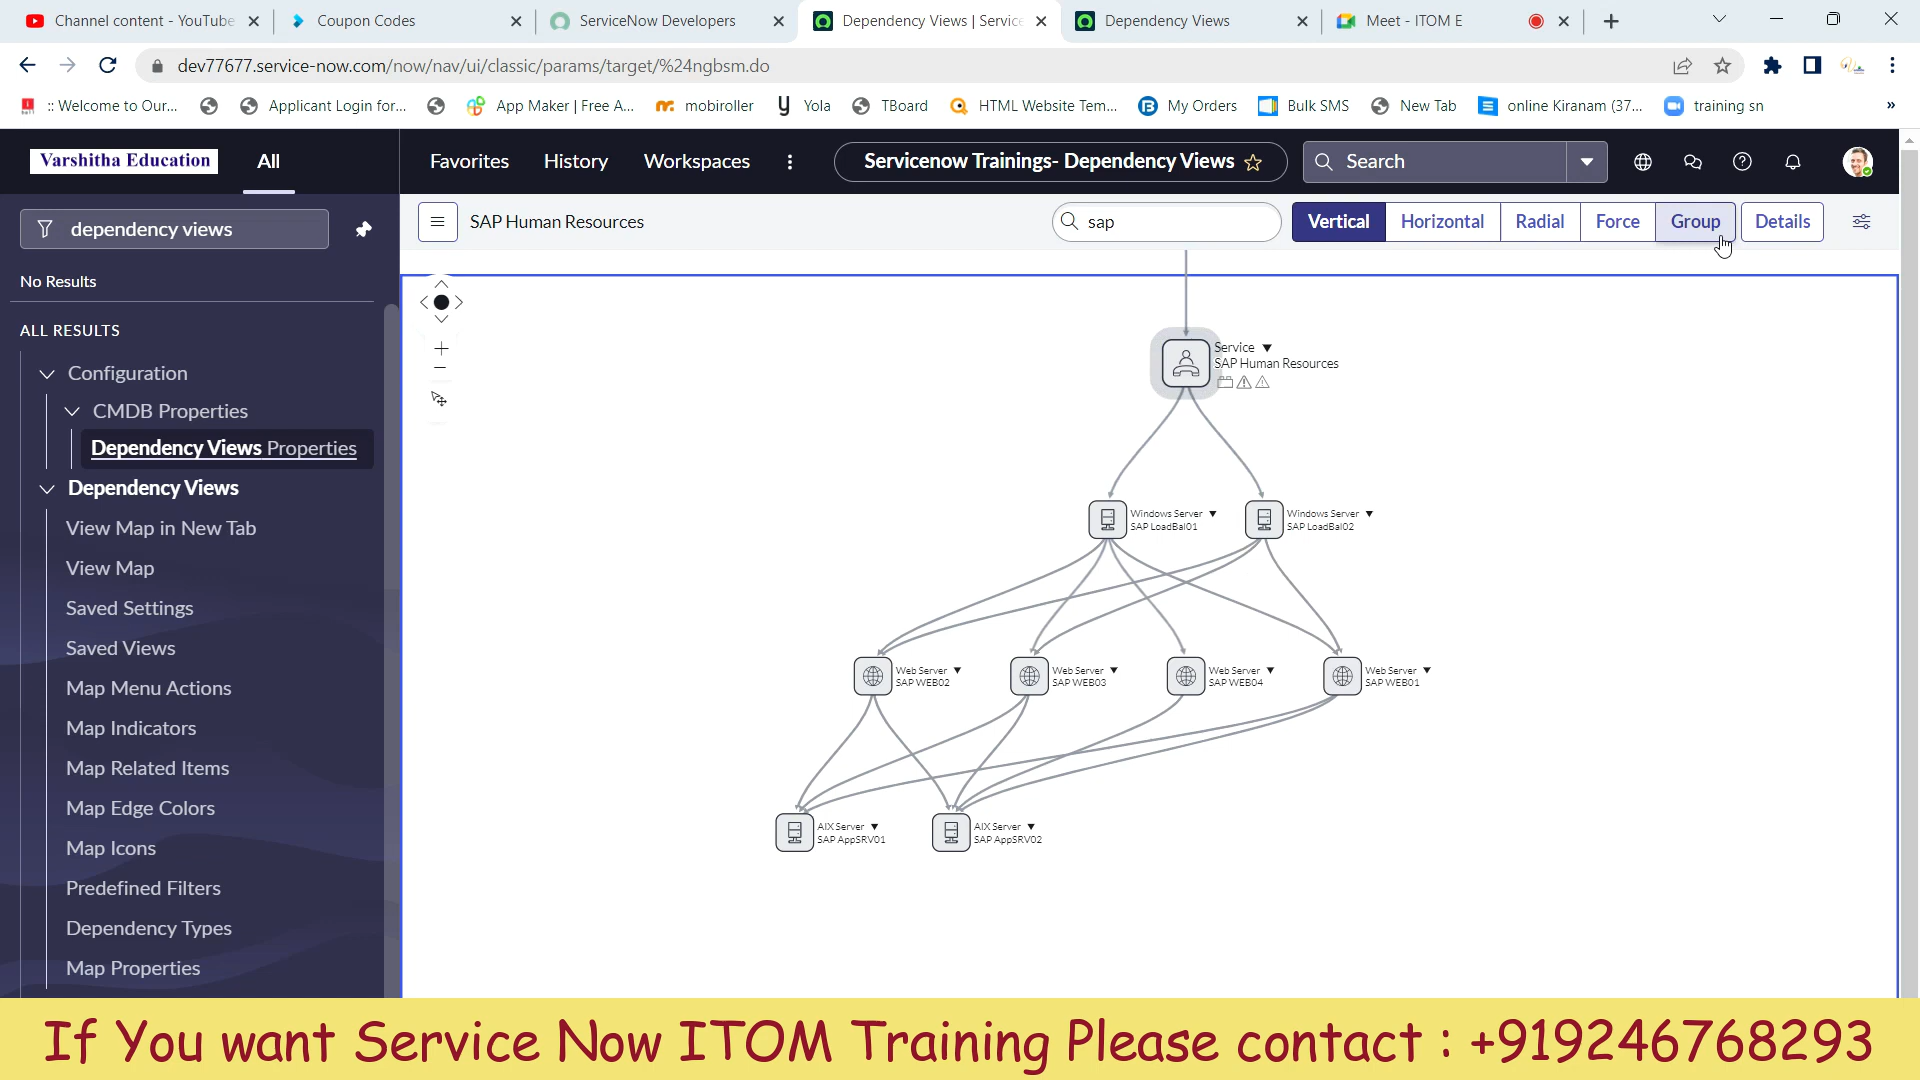 Channel content - YouTube
Coupon Codes
ServiceNow Developers
Dependency Views | Service
Dependency Views
Meet - ITOM E
dev77677.service-now.com/now/nav/ui/classic/params/target/%24ngbsm.do
:: Welcome to Our...
Applicant Login for...
App Maker | Free A...
mobiroller
Yola
TBoard
HTML Website Tem...
My Orders
Bulk SMS
New Tab
online Kiranam (37...
training sn
Varshitha Education
All
Favorites
History
Workspaces
Servicenow Trainings- Dependency Views
Search
dependency views
SAP Human Resources
sap
Vertical
Horizontal
Radial
Force
Group
Details
No Results
ALL RESULTS
Configuration
CMDB Properties
Dependency Views Properties
Dependency Views
View Map in New Tab
View Map
Saved Settings
Saved Views
Map Menu Actions
Map Indicators
Map Related Items
Map Edge Colors
Map Icons
Predefined Filters
Dependency Types
Map Properties
Service
SAP Human Resources
Windows Server
SAP LoadBal01
Windows Server
SAP LoadBal02
Web Server
SAP WEB02
Web Server
SAP WEB03
Web Server
SAP WEB04
Web Server
SAP WEB01
AIX Server
SAP AppSRV01
AIX Server
SAP AppSRV02
If You want Service Now ITOM Training Please contact : +919246768293